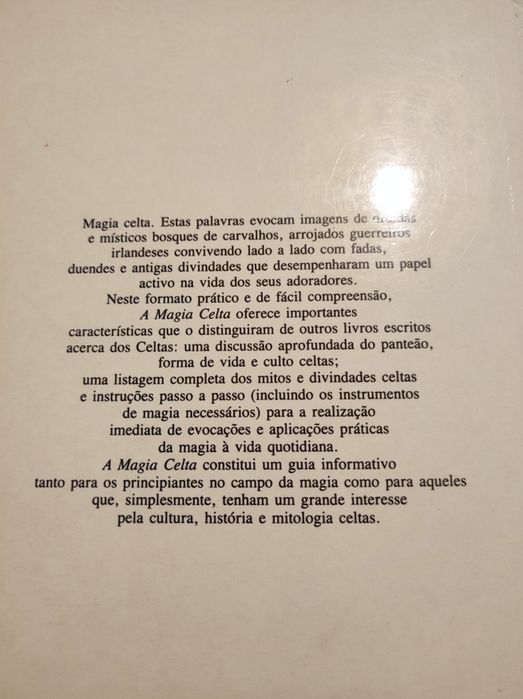 Magia celta. Estas palavras evocam imagens de druidas
e místicos bosques de carvalhos, arrojados guerreiros
irlandeses convivendo lado a lado com fadas,
duendes e antigas divindades que desempenharam um papel
activo na vida dos seus adoradores.
Neste formato prático e de fácil compreensão,
A Magia Celta oferece importantes
características que o distinguiram de outros livros escritos
acerca dos Celtas: uma discussão aprofundada do panteão,
forma de vida e culto celtas;
uma listagem completa dos mitos e divindades celtas
e instruções passo a passo (incluindo os instrumentos
de magia necessários) para a realização
imediata de evocações e aplicações práticas
da magia à vida quotidiana.
A Magia Celta constitui um guia informativo
tanto para os principiantes no campo da magia como para aqueles
que, simplesmente, tenham um grande interesse
pela cultura, história e mitologia celtas.